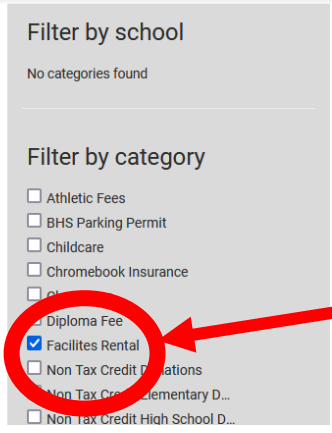 Filter by school
No categories found
Filter by category
Athletic Fees
BHS Parking Permit
Childcare
Chromebook Insurance
Diploma Fee
Facilites Rental
Non Tax Credit Donations
Non Tax Credit Elementary D...
Non Tax Credit High School D...